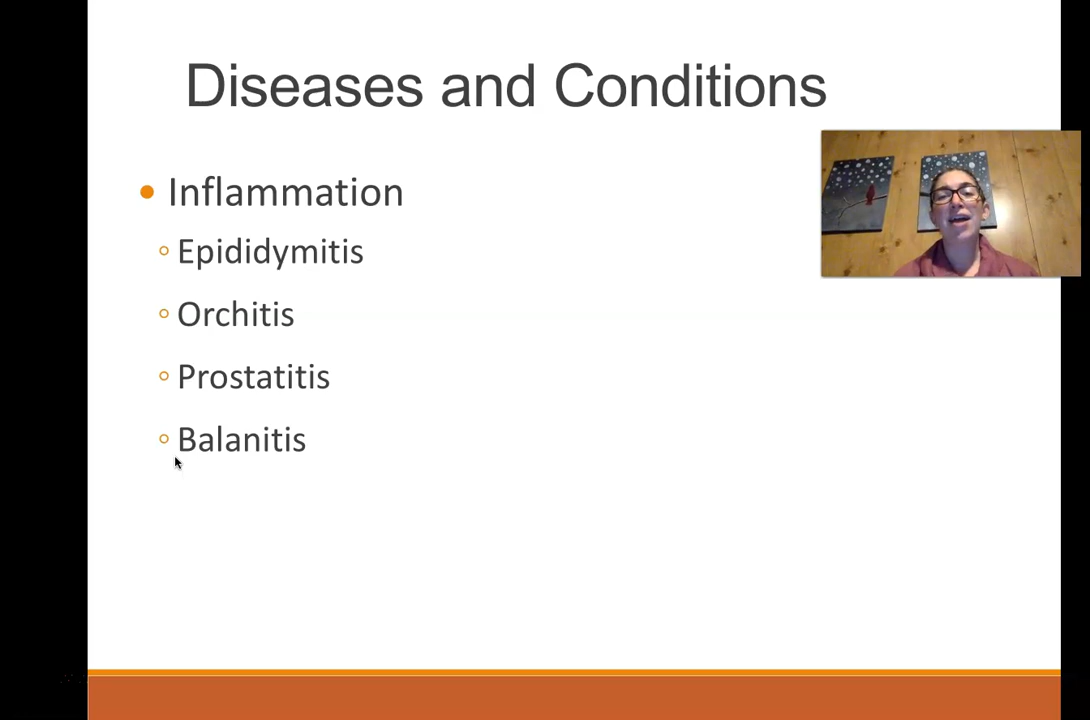 Diseases and Conditions
Inflammation
Epididymitis
Orchitis
Prostatitis
Balanitis